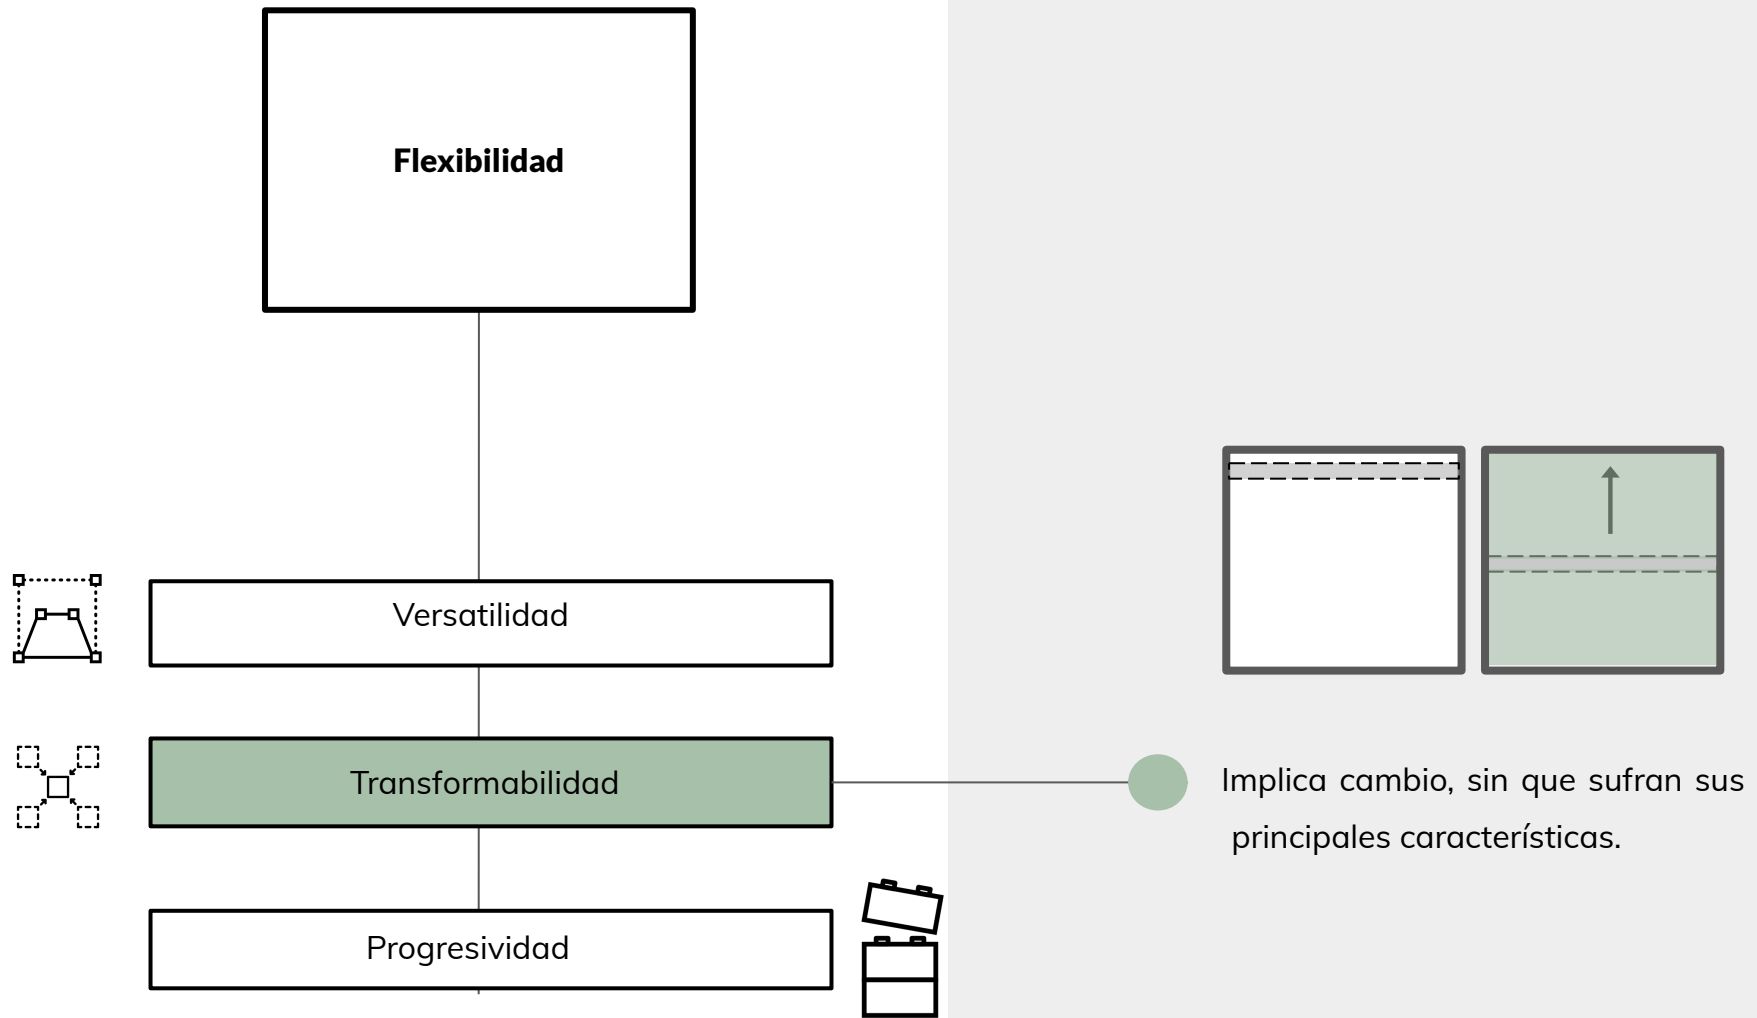 Flexibilidad
Versatilidad
Transformabilidad
Implica cambio, sin que sufran sus
principales características.
Progresividad